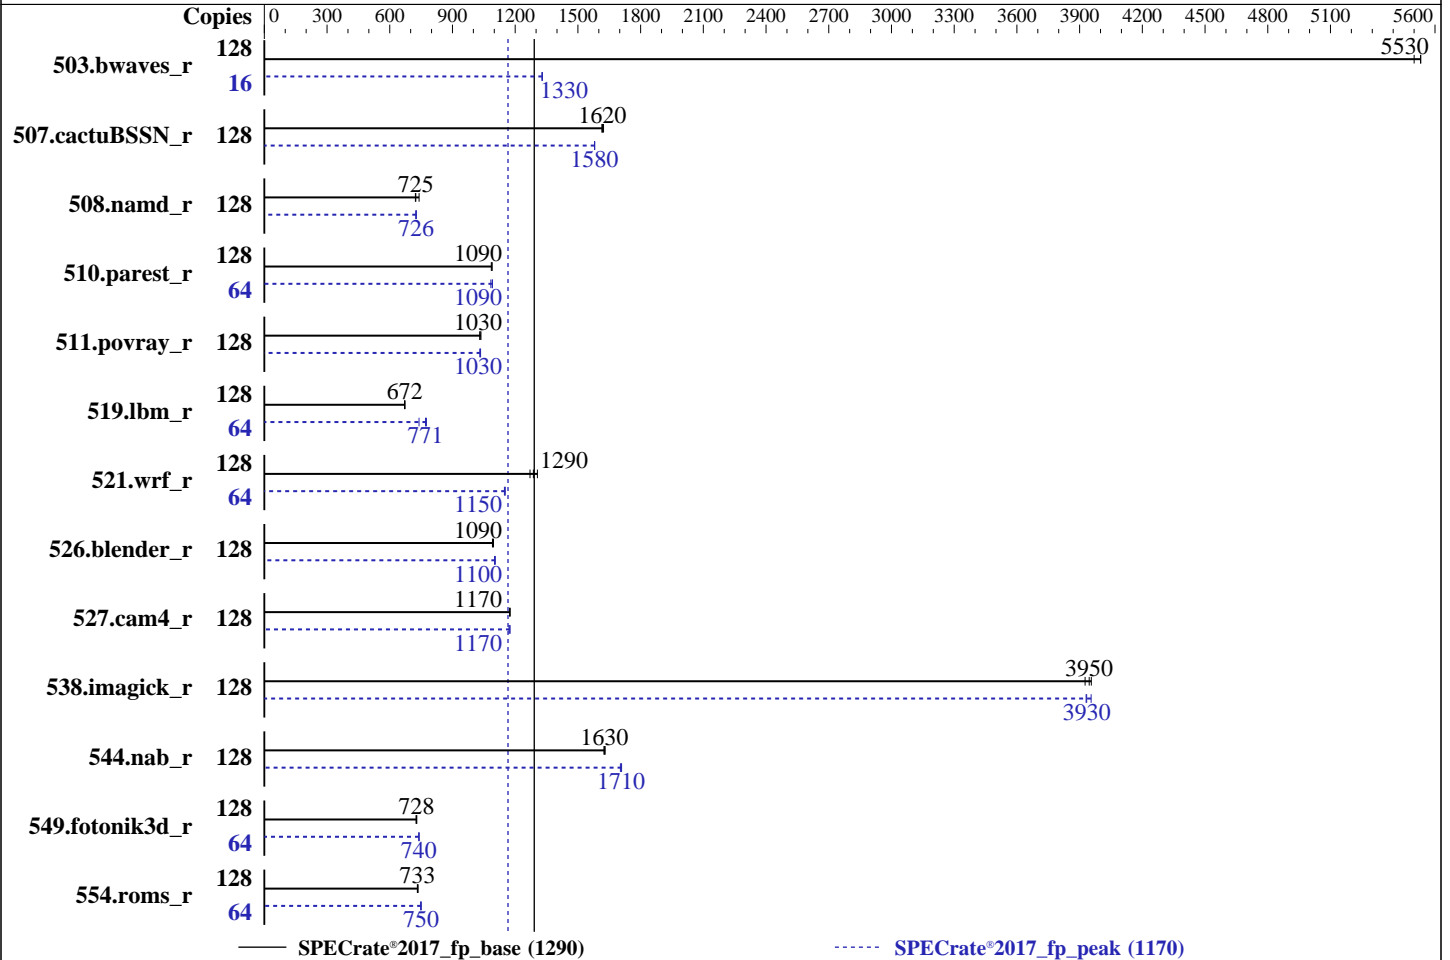 Copies 0 300 600 900 1200 1500 1800 2100 2400 2700 3000 3300 3600 3900 4200 4500 4800 5100 5600
503.bwaves_r 128 5530
16 1330
507.cactuBSSN_r 128 1620
1580
508.namd_r 128 725
726
510.parest_r 128 1090
64 1090
511.povray_r 128 1030
1030
519.lbm_r 128 672
64 771
521.wrf_r 128 1290
64 1150
526.blender_r 128 1090
1100
527.cam4_r 128 1170
1170
538.imagick_r 128 3950
3930
544.nab_r 128 1630
1710
549.fotonik3d_r 128 728
64 740
554.roms_r 128 733
64 750
SPECrate®2017_fp_base (1290) SPECrate®2017_fp_peak (1170)